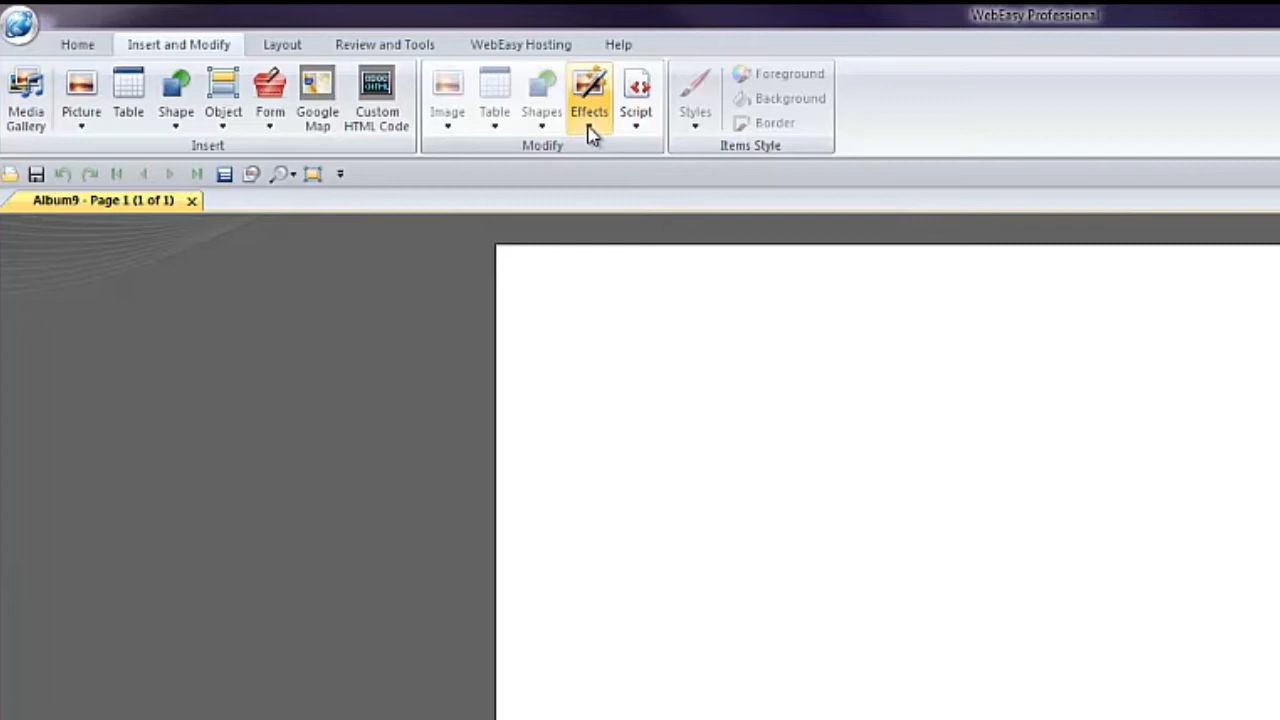 WebEasy Professional
Home Insert and Modify Layout Review and Tools WebEasy Hosting Help
Media Gallery Picture Table Shape Object Form Google Map Custom HTML Code Image Table Shapes Effects Script Styles
Foreground
Background
Border
Insert Modify Items Style
Album9 - Page 1 (1 of 1)